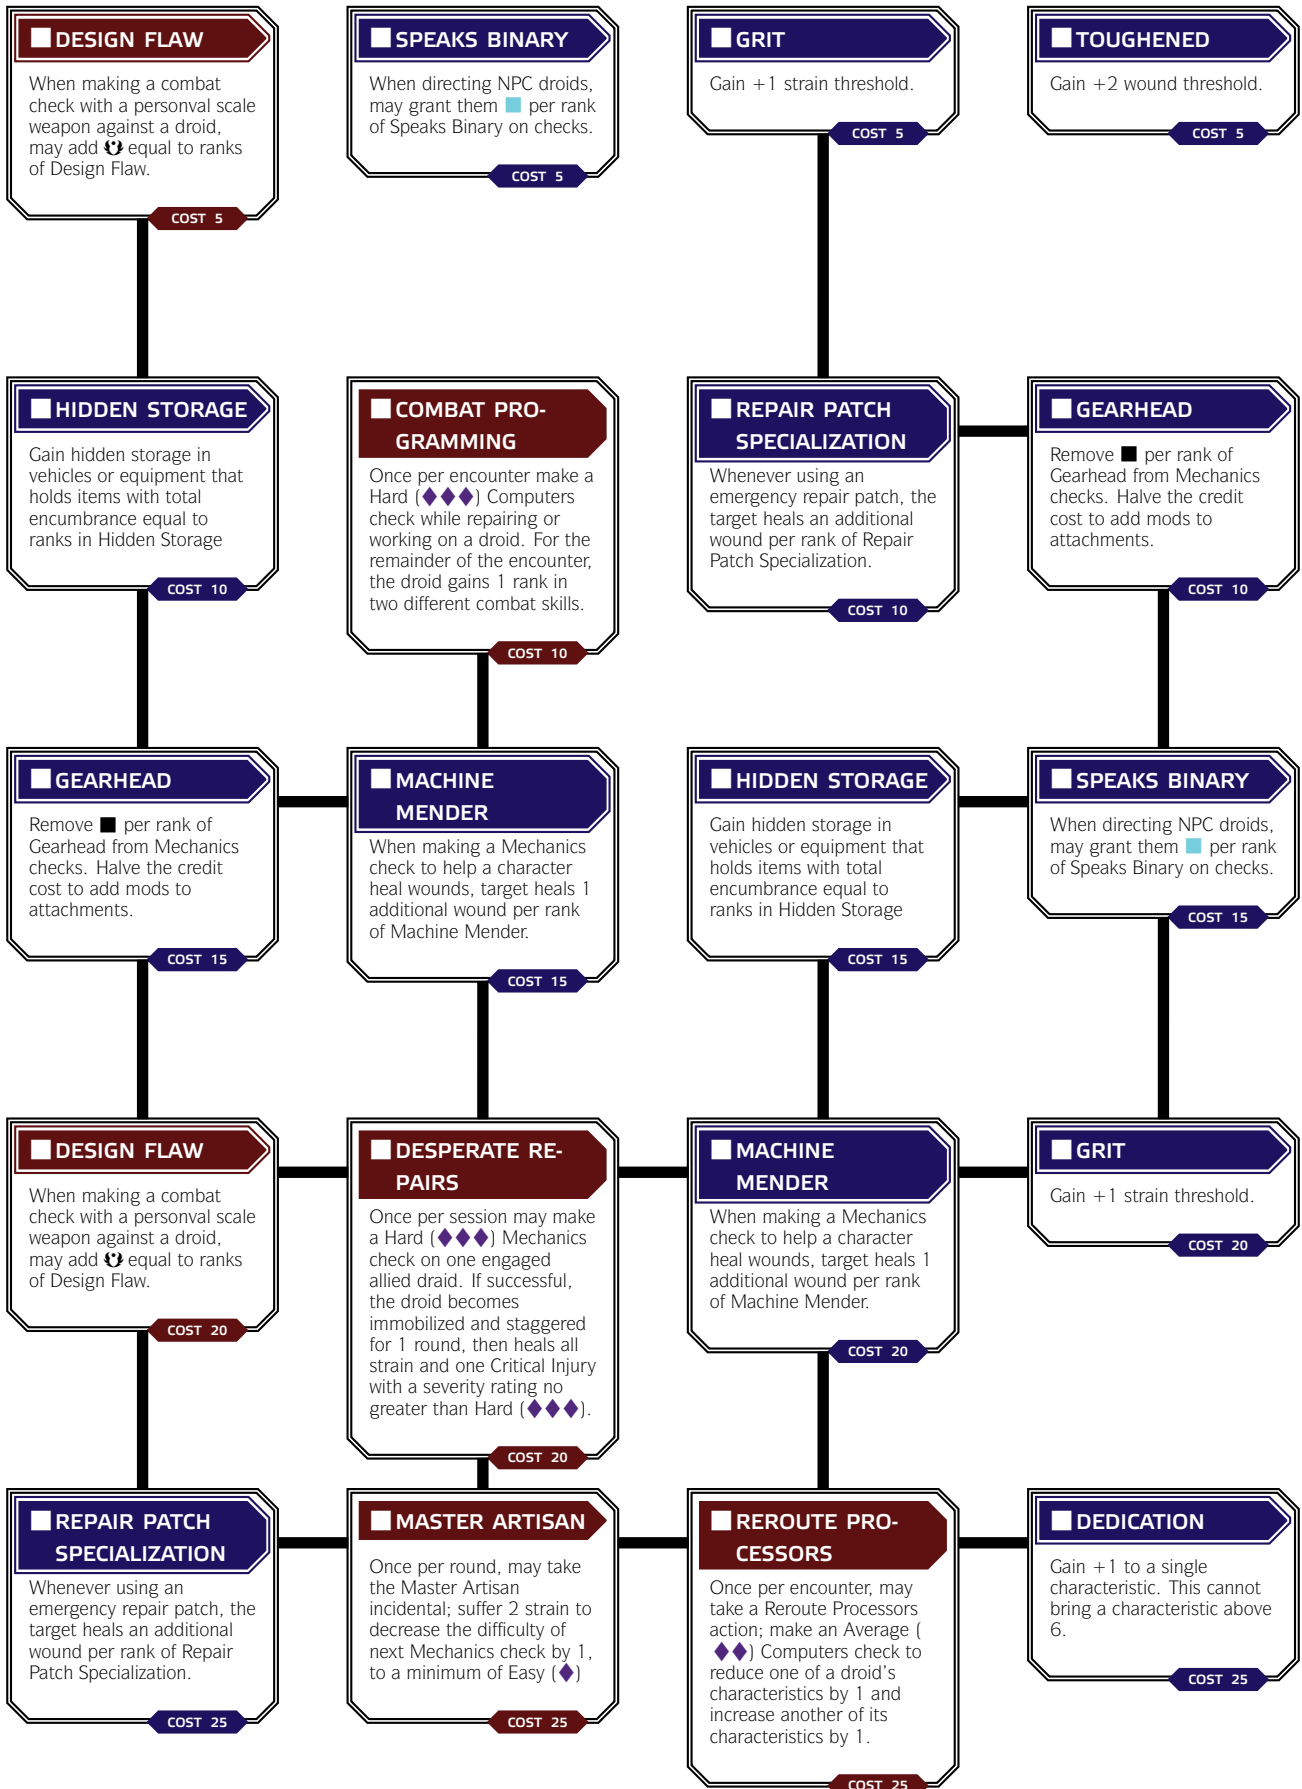 DESIGN FLAW
When making a combat
check with a personval scale
weapon against a droid,
may add equal to ranks
of Design Flaw.
COST 5
SPEAKS BINARY
When directing NPC droids,
may grant them per rank
of Speaks Binary on checks.
COST 5
GRIT
Gain +1 strain threshold.
COST 5
TOUGHENED
Gain +2 wound threshold.
COST 5
HIDDEN STORAGE
Gain hidden storage in
vehicles or equipment that
holds items with total
encumbrance equal to
ranks in Hidden Storage
COST 10
COMBAT PRO-
GRAMMING
Once per encounter make a
Hard (♦♦♦) Computers
check while repairing or
working on a droid. For the
remainder of the encounter,
the droid gains 1 rank in
two different combat skills.
COST 10
REPAIR PATCH
SPECIALIZATION
Whenever using an
emergency repair patch, the
target heals an additional
wound per rank of Repair
Patch Specialization.
COST 10
GEARHEAD
Remove ■ per rank of
Gearhead from Mechanics
checks. Halve the credit
cost to add mods to
attachments.
COST 10
GEARHEAD
Remove ■ per rank of
Gearhead from Mechanics
checks. Halve the credit
cost to add mods to
attachments.
COST 15
MACHINE
MENDER
When making a Mechanics
check to help a character
heal wounds, target heals 1
additional wound per rank
of Machine Mender.
COST 15
HIDDEN STORAGE
Gain hidden storage in
vehicles or equipment that
holds items with total
encumbrance equal to
ranks in Hidden Storage
COST 15
SPEAKS BINARY
When directing NPC droids,
may grant them per rank
of Speaks Binary on checks.
COST 15
DESIGN FLAW
When making a combat
check with a personval scale
weapon against a droid,
may add equal to ranks
of Design Flaw.
COST 20
DESPERATE RE-
PAIRS
Once per session may make
a Hard (♦♦♦) Mechanics
check on one engaged
allied draid. If successful,
the droid becomes
immobilized and staggered
for 1 round, then heals all
strain and one Critical Injury
with a severity rating no
greater than Hard (♦♦♦).
COST 20
MACHINE
MENDER
When making a Mechanics
check to help a character
heal wounds, target heals 1
additional wound per rank
of Machine Mender.
COST 20
GRIT
Gain +1 strain threshold.
COST 20
REPAIR PATCH
SPECIALIZATION
Whenever using an
emergency repair patch, the
target heals an additional
wound per rank of Repair
Patch Specialization.
COST 25
MASTER ARTISAN
Once per round, may take
the Master Artisan
incidental; suffer 2 strain to
decrease the difficulty of
next Mechanics check by 1,
to a minimum of Easy (♦)
COST 25
REROUTE PRO-
CESSORS
Once per encounter, may
take a Reroute Processors
action; make an Average (
♦♦) Computers check to
reduce one of a droid's
characteristics by 1 and
increase another of its
characteristics by 1.
COST 25
DEDICATION
Gain +1 to a single
characteristic. This cannot
bring a characteristic above
6.
COST 25